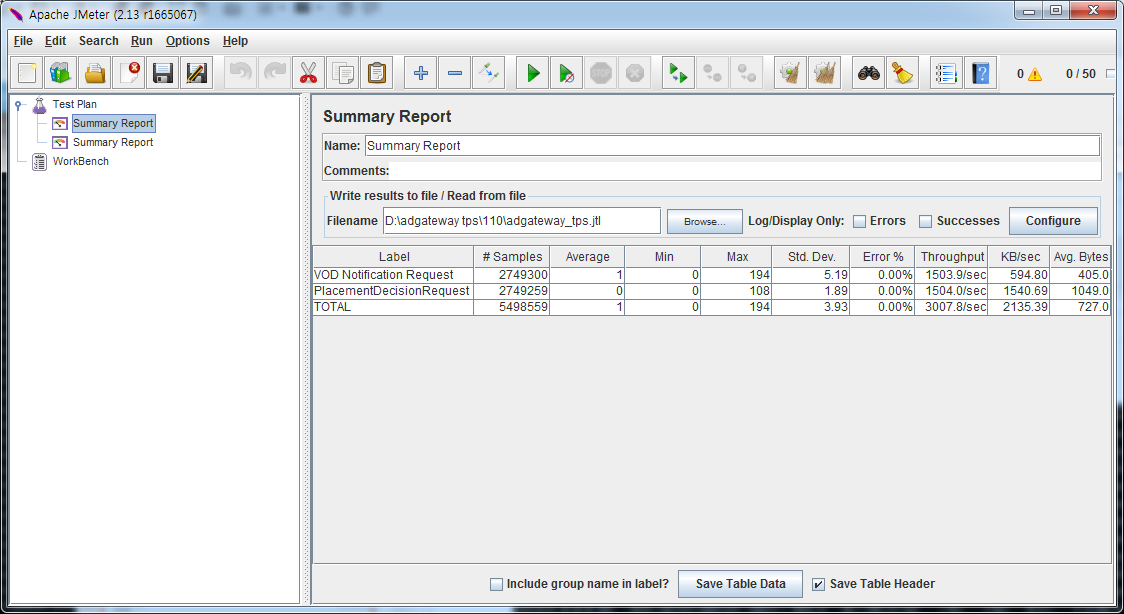 Apache JMeter (2.13 r1665067)
File Edit Search Run Options Help
STOP ? 0 0 / 50
Test Plan
Summary Report
Summary Report
WorkBench
Summary Report
Name: Summary Report
Comments:
Write results to file / Read from file
Filename D:\adgateway tps\110\adgateway_tps.jtl Browse... Log/Display Only: Errors Successes Configure
Label # Samples Average Min Max Std. Dev. Error % Throughput KB/sec Avg. Bytes
VOD Notification Request 2749300 1 0 194 5.19 0.00% 1503.9/sec 594.80 405.0
PlacementDecisionRequest 2749259 0 0 108 1.89 0.00% 1504.0/sec 1540.69 1049.0
TOTAL 5498559 1 0 194 3.93 0.00% 3007.8/sec 2135.39 727.0
Include group name in label? Save Table Data Save Table Header